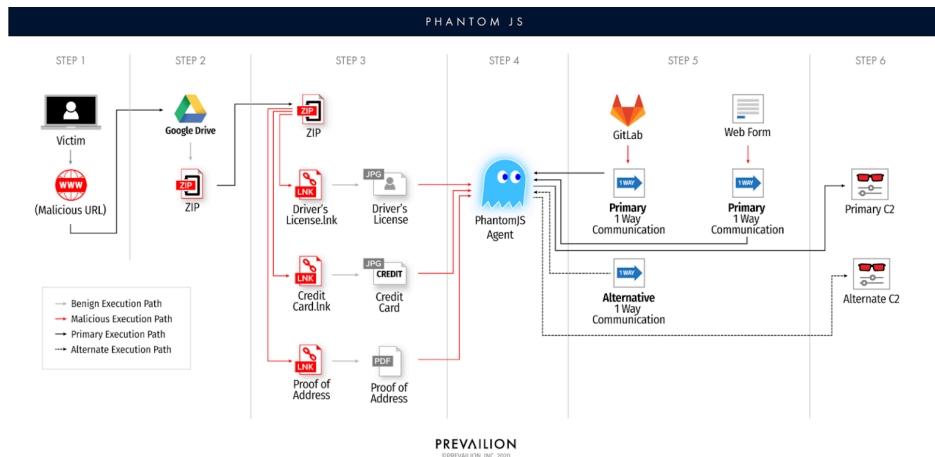 PHANTOM JS
STEP 1
STEP 2
STEP 3
STEP 4
STEP 5
STEP 6
Victim
WWW
(Malicious URL)
Google Drive
ZIP
ZIP
ZIP
ZIP
LNK
Driver's
License.lnk
JPG
Driver's
License
LNK
Credit
Card.lnk
JPG
CREDIT
Credit
Card
LNK
Proof of
Address
PDF
Proof of
Address
PhantomJS
Agent
GitLab
Web Form
1 WAY
Primary
1 Way
Communication
1 WAY
Primary
1 Way
Communication
1 WAY
Alternative
1 Way
Communication
Primary C2
Alternate C2
Benign Execution Path
Malicious Execution Path
Primary Execution Path
Alternate Execution Path
PREVAILION
©PREVAILION, INC. 2020